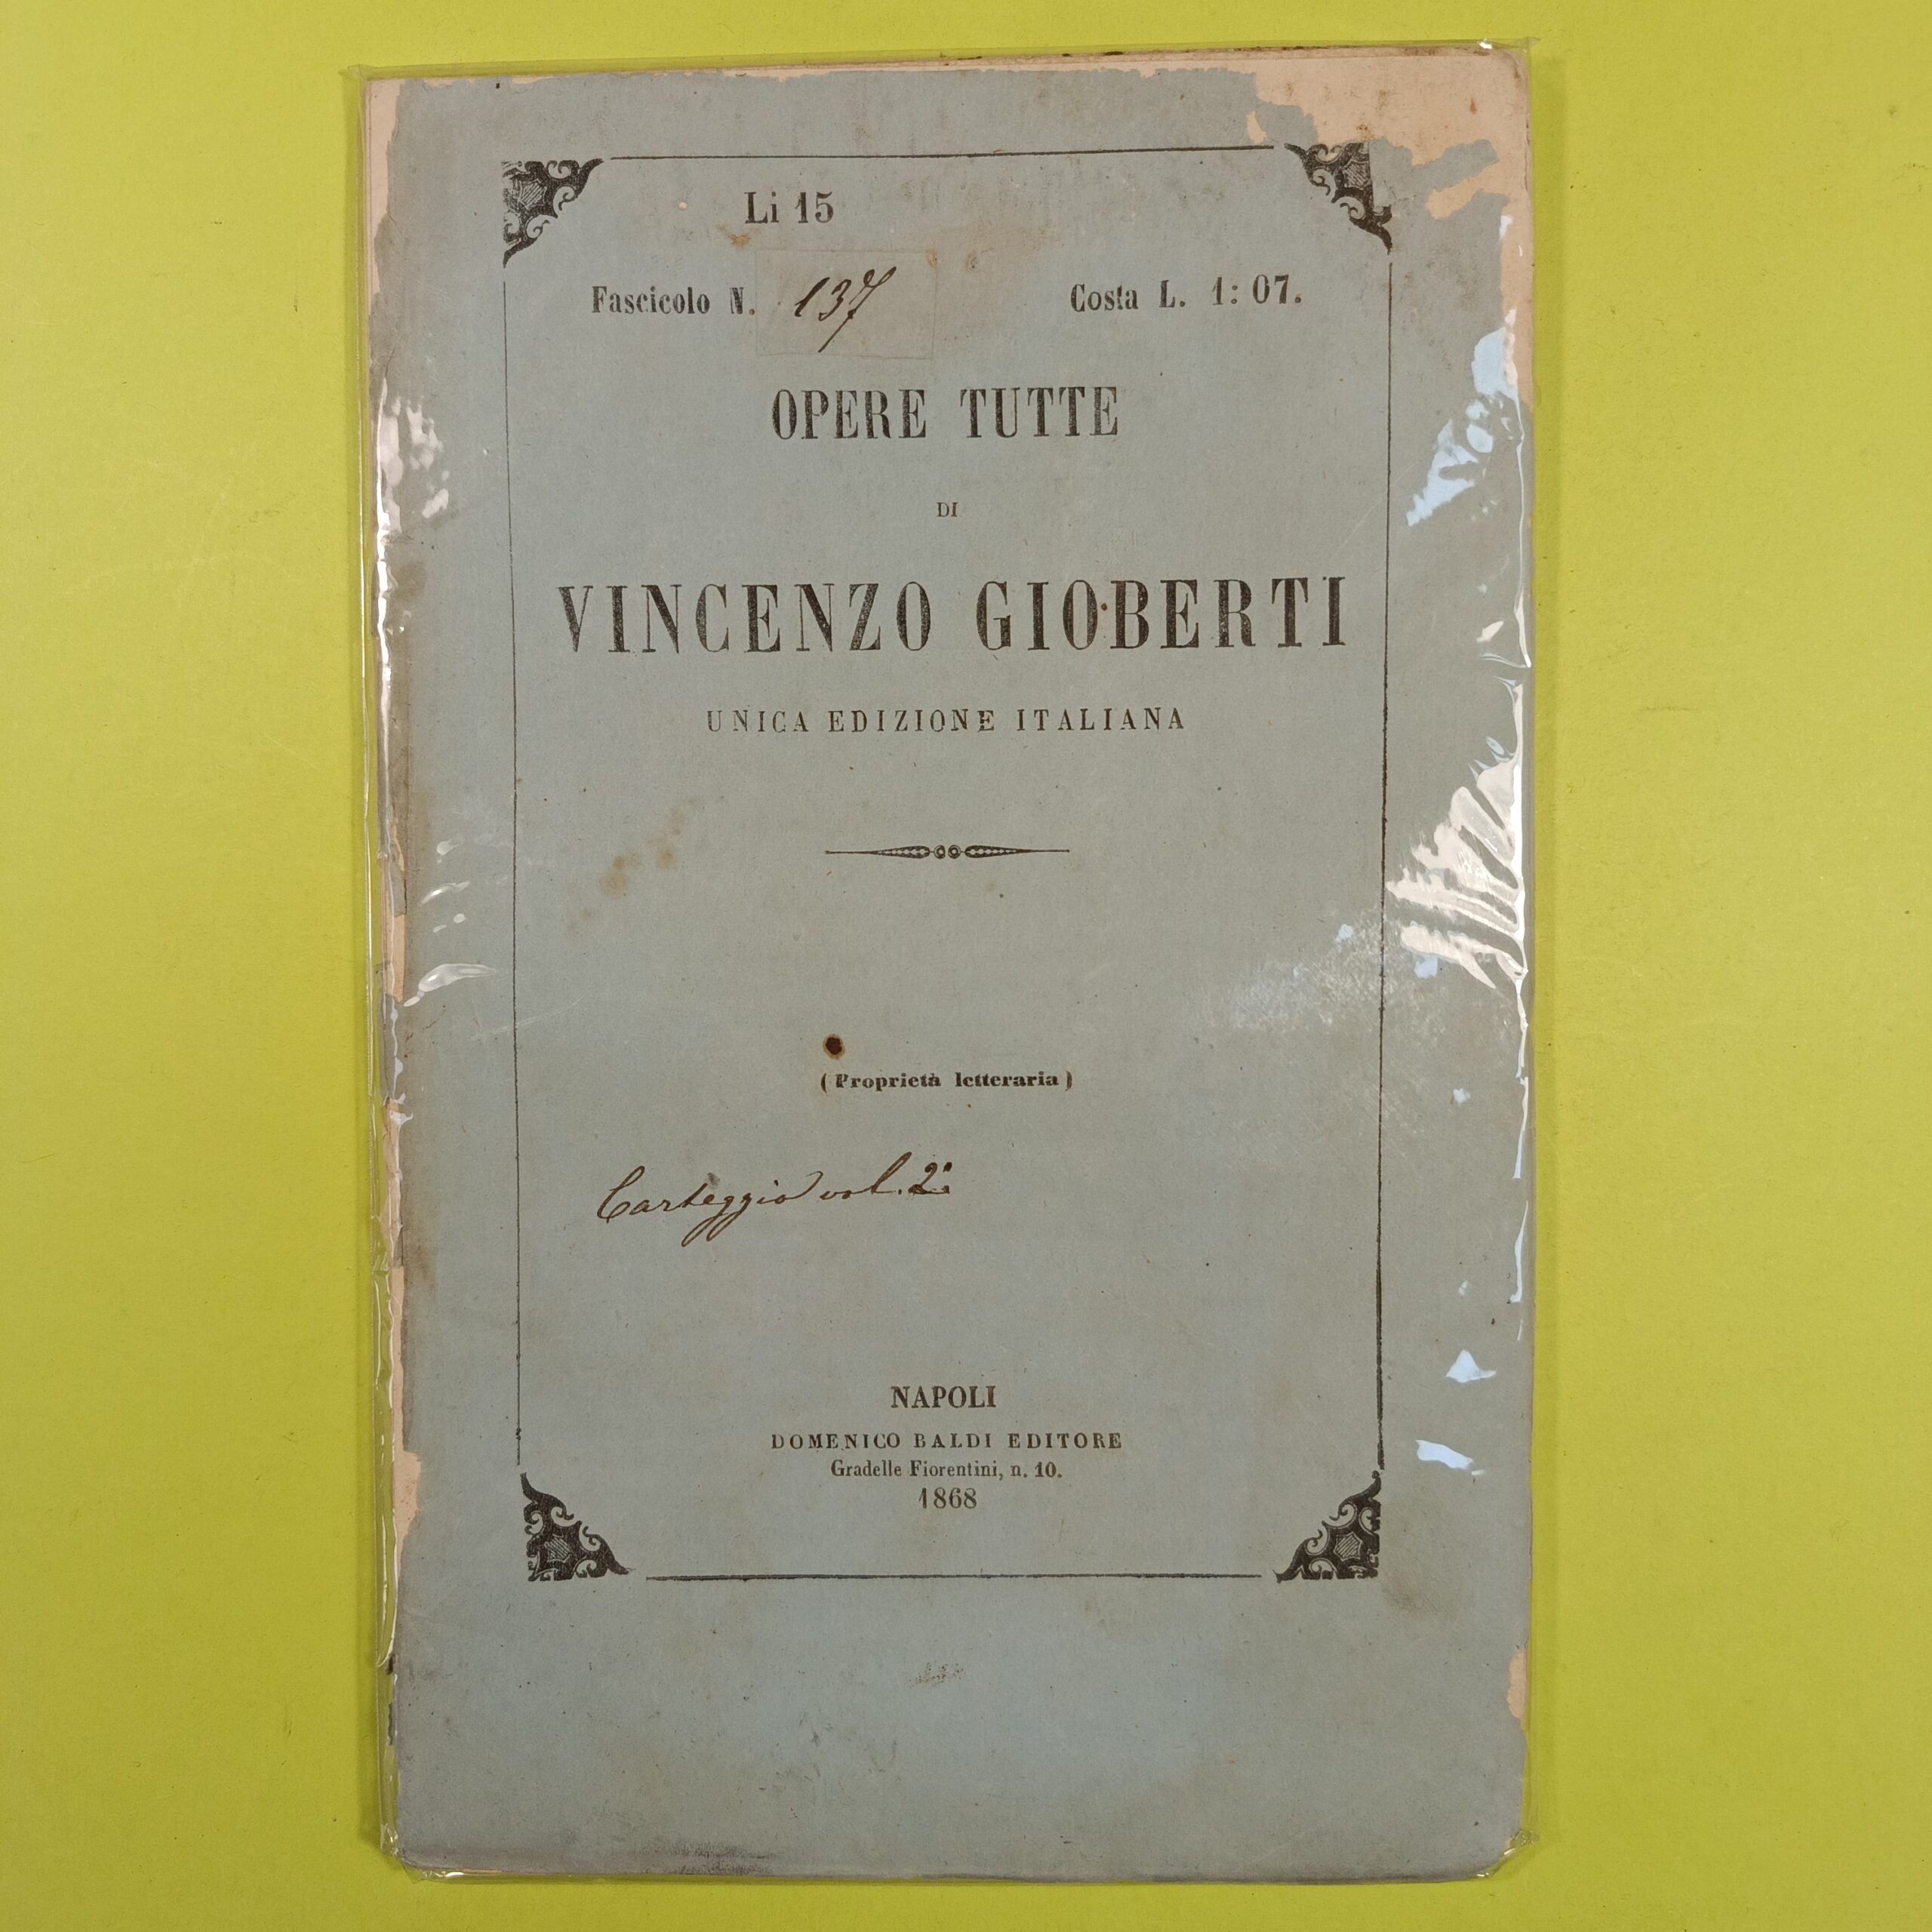 Li 15
Fascicolo N. 137 Costa L. 1: 07.
OPERE TUTTE
DI
VINCENZO GIOBERTI
UNICA EDIZIONE ITALIANA
(Proprietà letteraria)
Carteggio vol. 2°
NAPOLI
DOMENICO BALDI EDITORE
Gradelle Fiorentini, n. 10.
1868